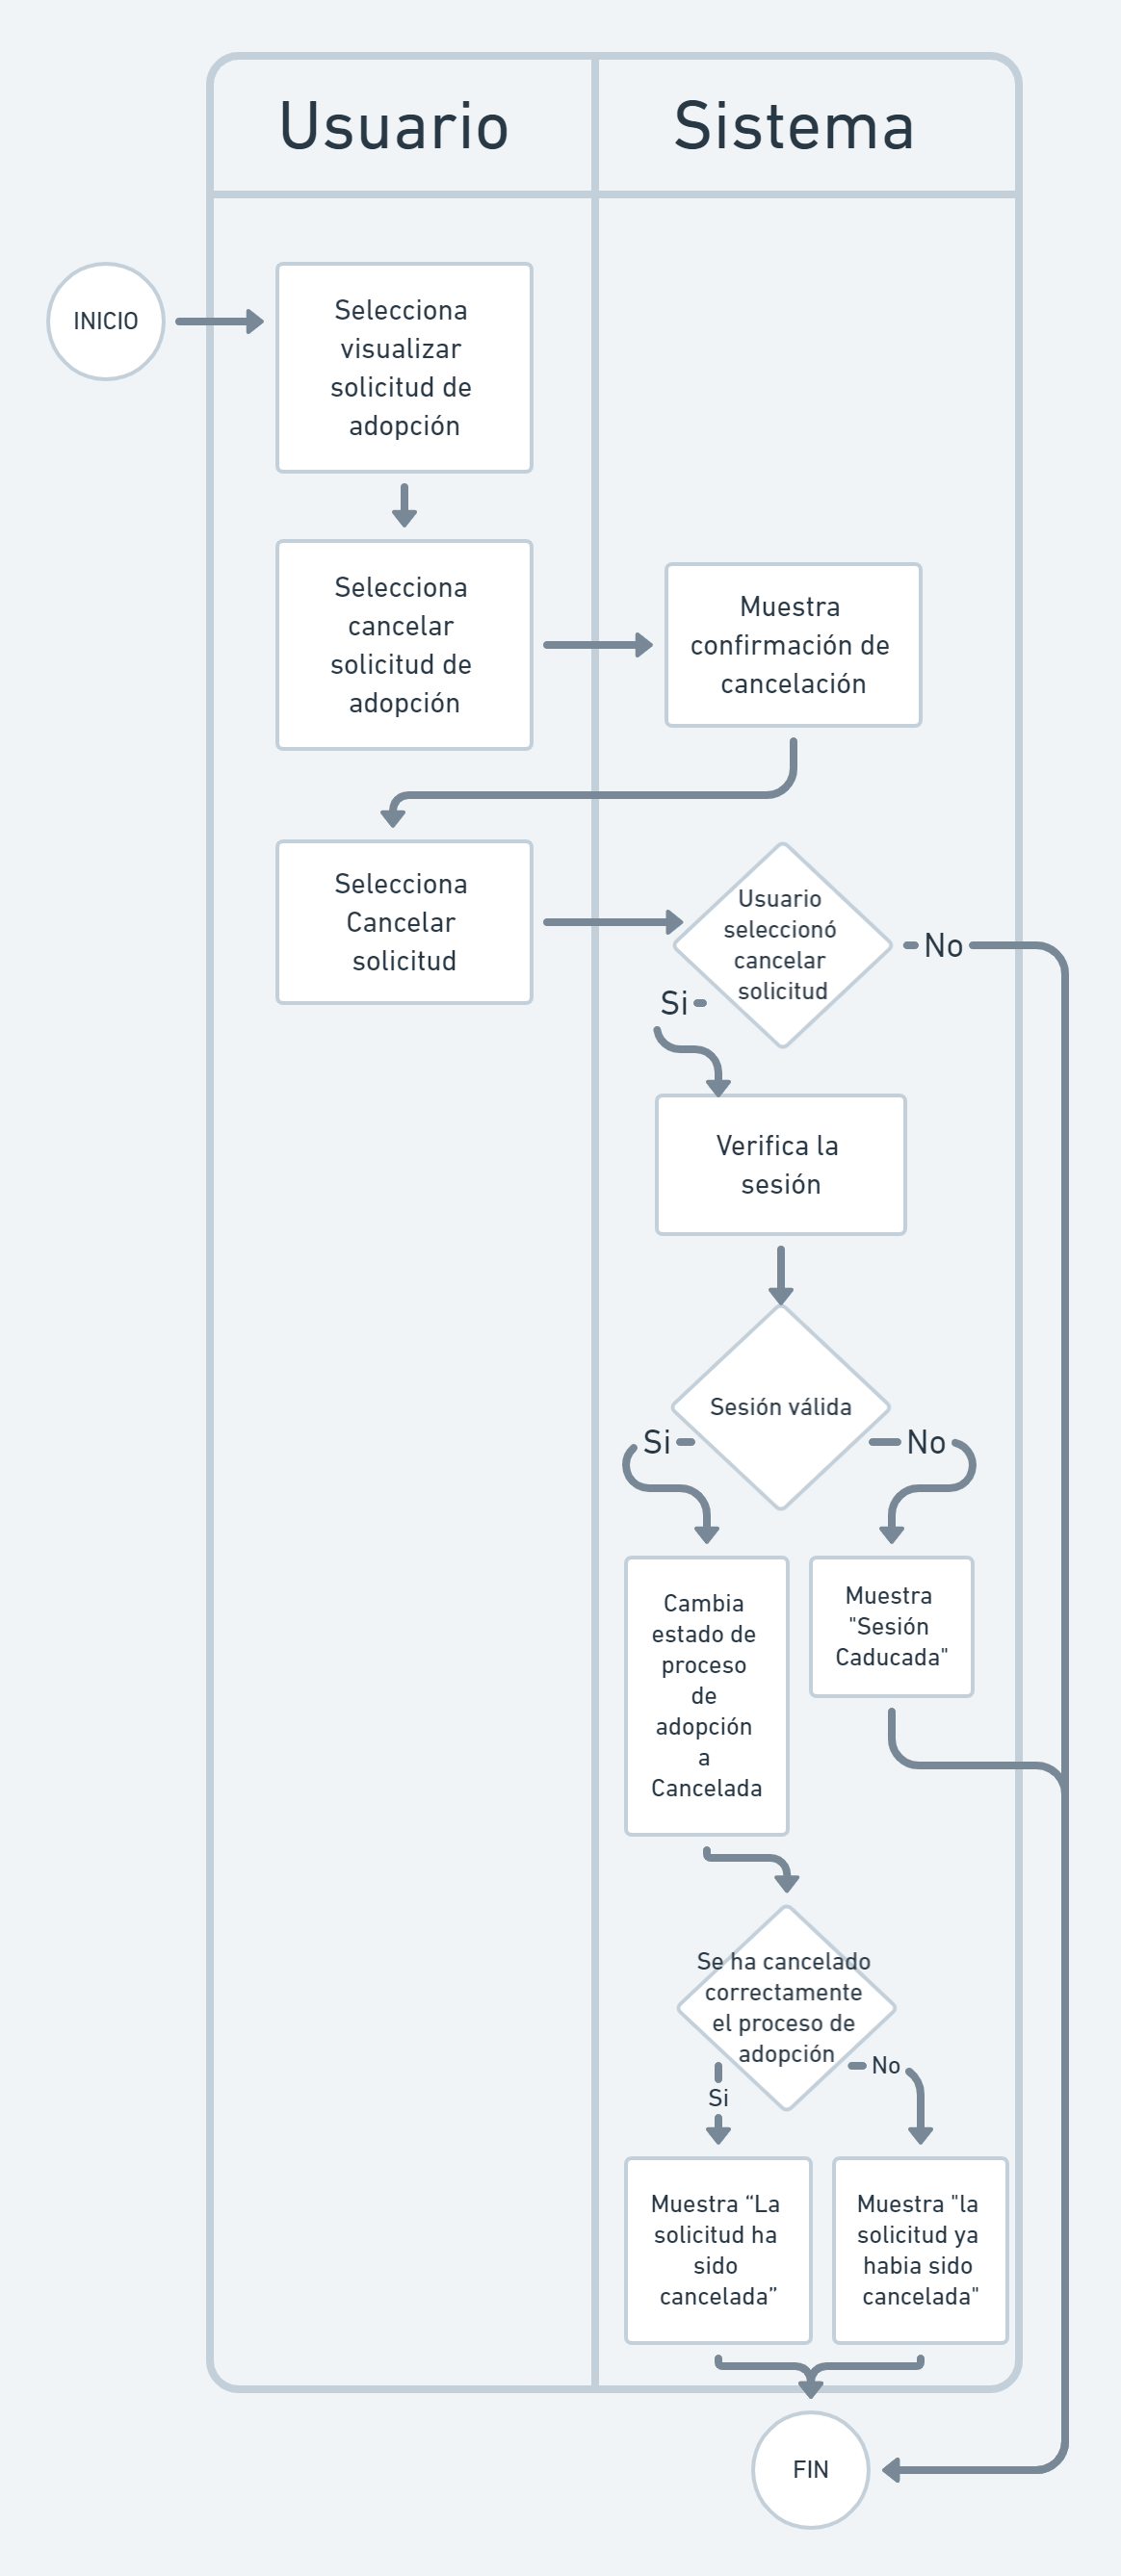 Usuario
Sistema
INICIO
Selecciona
visualizar
solicitud de
adopción
Selecciona
cancelar
solicitud de
adopción
Muestra
confirmación de
cancelación
Selecciona
Cancelar
solicitud
Usuario
seleccionó
cancelar
solicitud
No
Si
Verifica la
sesión
Sesión válida
Si
No
Cambia
estado de
proceso
de
adopción
a
Cancelada
Muestra
"Sesión
Caducada"
Se ha cancelado
correctamente
el proceso de
adopción
No
Si
Muestra “La
solicitud ha
sido
cancelada”
Muestra "la
solicitud ya
habia sido
cancelada"
FIN